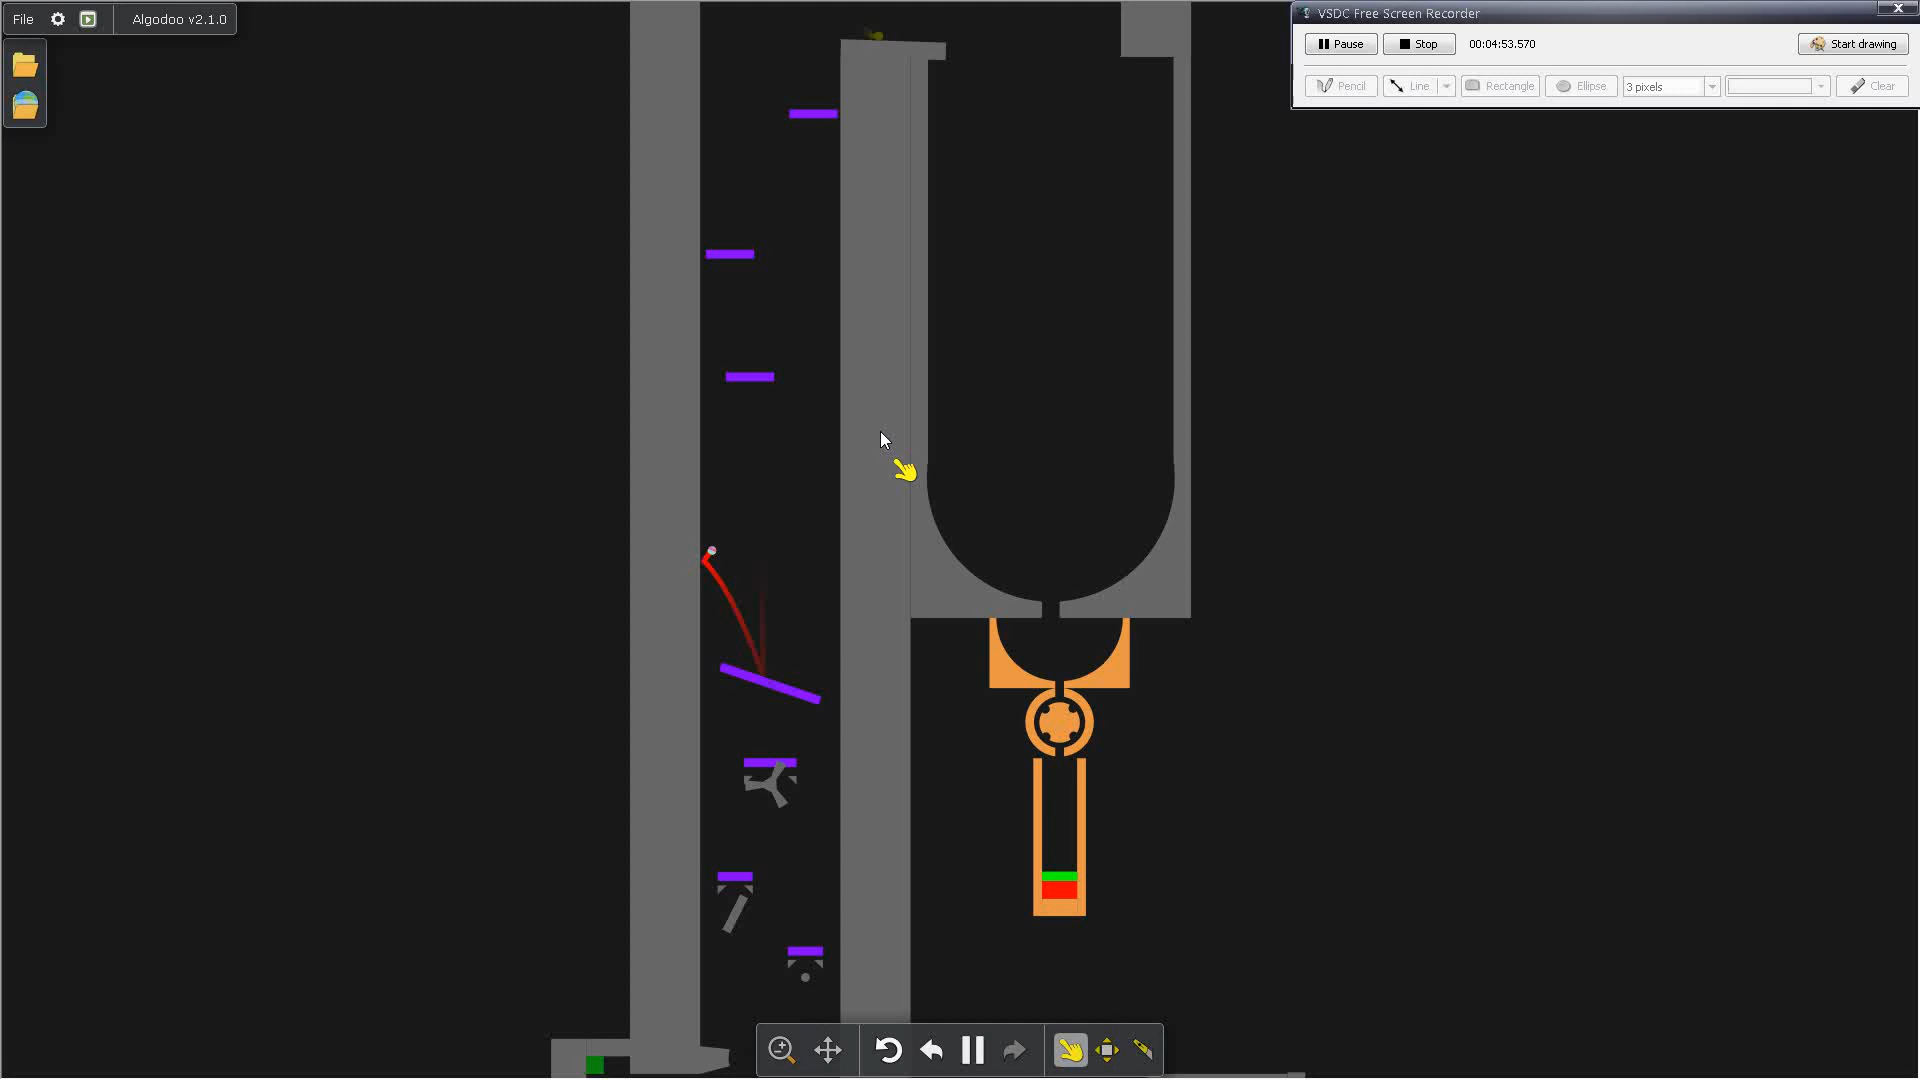 File
Algodoo v2.1.0
VSDC Free Screen Recorder
Pause
Stop
00:04:53.570
Start drawing
Pencil
Line
Rectangle
Ellipse
3 pixels
Clear